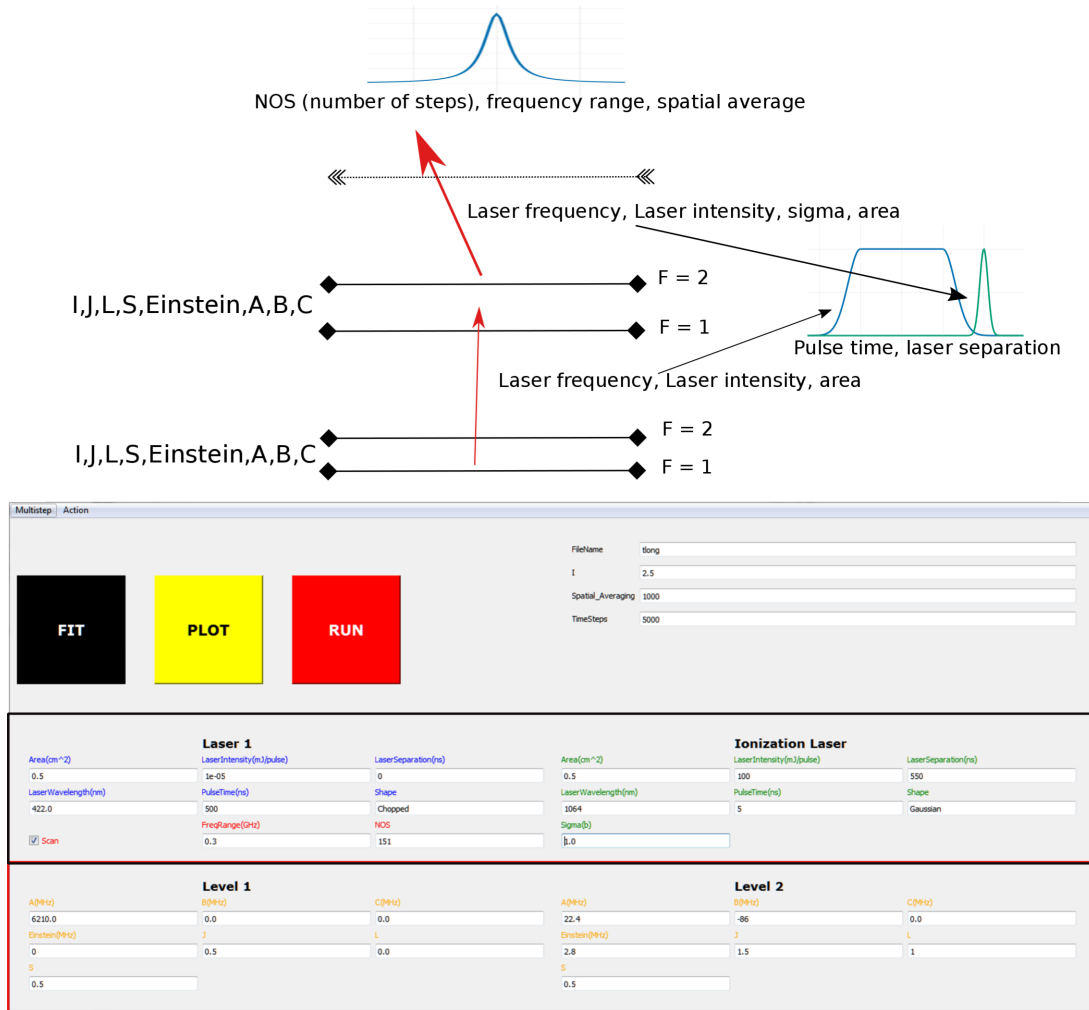 NOS (number of steps), frequency range, spatial average
Laser frequency, Laser intensity, sigma, area
F = 2
I,J,L,S,Einstein,A,B,C
F = 1
Pulse time, laser separation
Laser frequency, Laser intensity, area
F = 2
I,J,L,S,Einstein,A,B,C
F = 1
Multistep Action
FileName tlong
I 2.5
Spatial_Averaging 1000
TimeSteps 5000
FIT PLOT RUN
Laser 1 Ionization Laser
Area(cm^2) LaserIntensity(mJ/pulse) LaserSeparation(ns) Area(cm^2) LaserIntensity(mJ/pulse) LaserSeparation(ns)
0.5 1e-05 0 0.5 100 550
LaserWavelength(nm) PulseTime(ns) Shape LaserWavelength(nm) PulseTime(ns) Shape
422.0 500 Chopped 1064 5 Gaussian
FreqRange(GHz) NOS Sigma(b)
Scan 0.3 151 1.0
Level 1 Level 2
A(MHz) B(MHz) C(MHz) A(MHz) B(MHz) C(MHz)
6210.0 0.0 0.0 22.4 -86 0.0
Einstein(MHz) J L Einstein(MHz) J L
0 0.5 0.0 2.8 1.5 1
S S
0.5 0.5